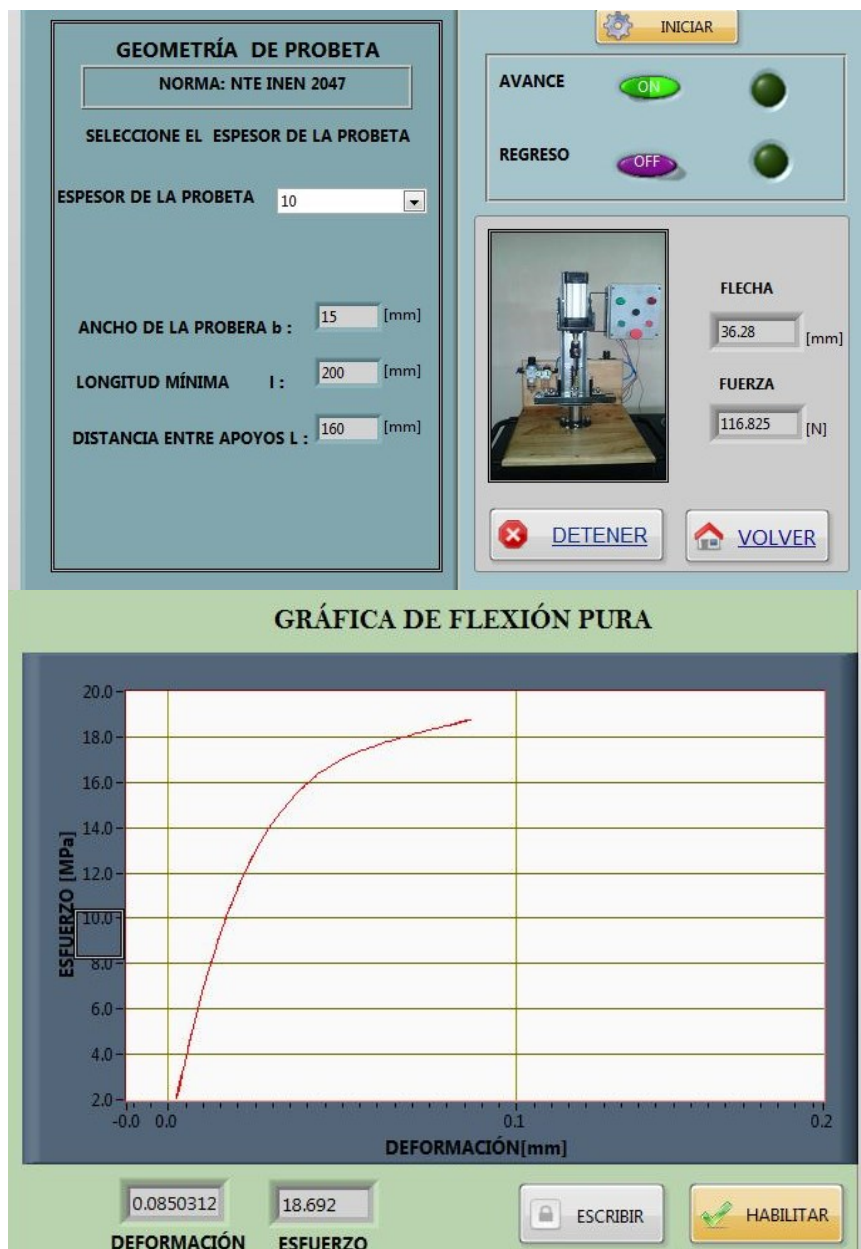 GEOMETRÍA DE PROBETA
NORMA: NTE INEN 2047
SELECCIONE EL ESPESOR DE LA PROBETA
ESPESOR DE LA PROBETA 10
ANCHO DE LA PROBERA b : 15 [mm]
LONGITUD MÍNIMA l : 200 [mm]
DISTANCIA ENTRE APOYOS L : 160 [mm]
INICIAR
AVANCE ON
REGRESO OFF
FLECHA
36.28 [mm]
FUERZA
116.825 [N]
DETENER VOLVER
GRÁFICA DE FLEXIÓN PURA
ESFUERZO [MPa]
20.0
18.0
16.0
14.0
12.0
10.0
8.0
6.0
4.0
2.0
-0.0 0.0 0.1 0.2
DEFORMACIÓN[mm]
0.0850312 18.692
DEFORMACIÓN ESFUERZO
ESCRIBIR HABILITAR